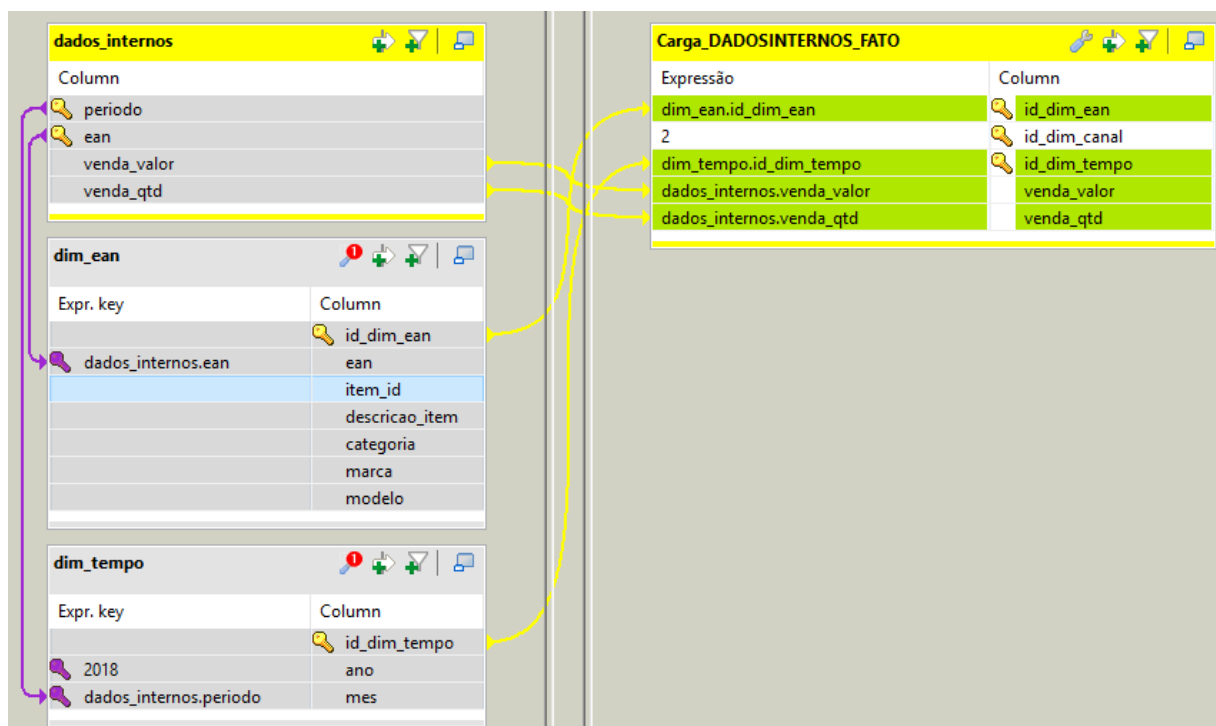 dados_internos
Column
periodo
ean
venda_valor
venda_qtd
dim_ean
1
Expr. key Column
id_dim_ean
dados_internos.ean ean
item_id
descricao_item
categoria
marca
modelo
dim_tempo
1
Expr. key Column
id_dim_tempo
2018 ano
dados_internos.periodo mes
Carga_DADOSINTERNOS_FATO
Expressão Column
dim_ean.id_dim_ean id_dim_ean
2 id_dim_canal
dim_tempo.id_dim_tempo id_dim_tempo
dados_internos.venda_valor venda_valor
dados_internos.venda_qtd venda_qtd